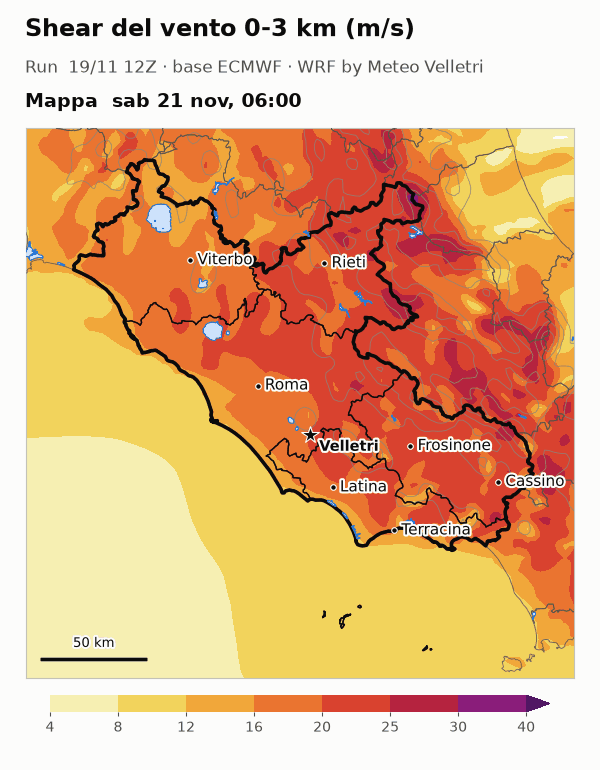 Shear del vento 0-3 km (m/s)
Run  19/11 12Z · base ECMWF · WRF by Meteo Velletri
Mappa  sab 21 nov, 06:00
Viterbo
Rieti
Roma
Velletri
Frosinone
Latina
Cassino
Terracina
50 km
4 8 12 16 20 25 30 40